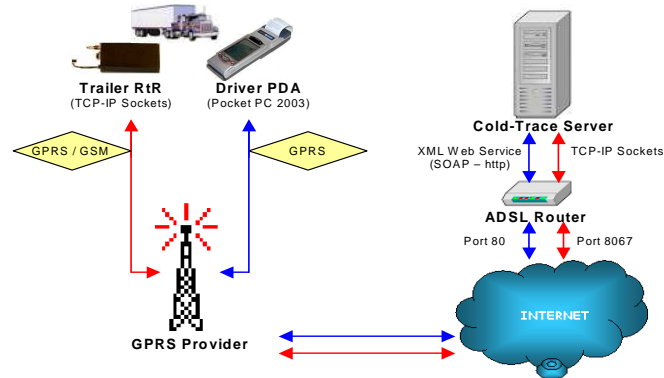 Trailer RtR
(TCP-IP Sockets)
Driver PDA
(Pocket PC 2003)
GPRS / GSM
GPRS
GPRS Provider
Cold-Trace Server
XML Web Service
(SOAP – http)
TCP-IP Sockets
ADSL Router
Port 80
Port 8067
INTERNET